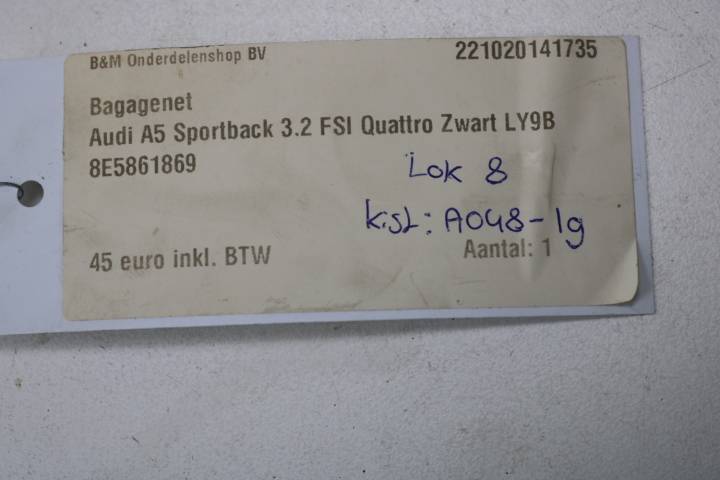 B&M Onderdelenshop BV 221020141735
Bagagenet
Audi A5 Sportback 3.2 FSI Quattro Zwart LY9B
8E5861869
Lok 8
kist: A048-1g
45 euro inkl. BTW
Aantal: 1